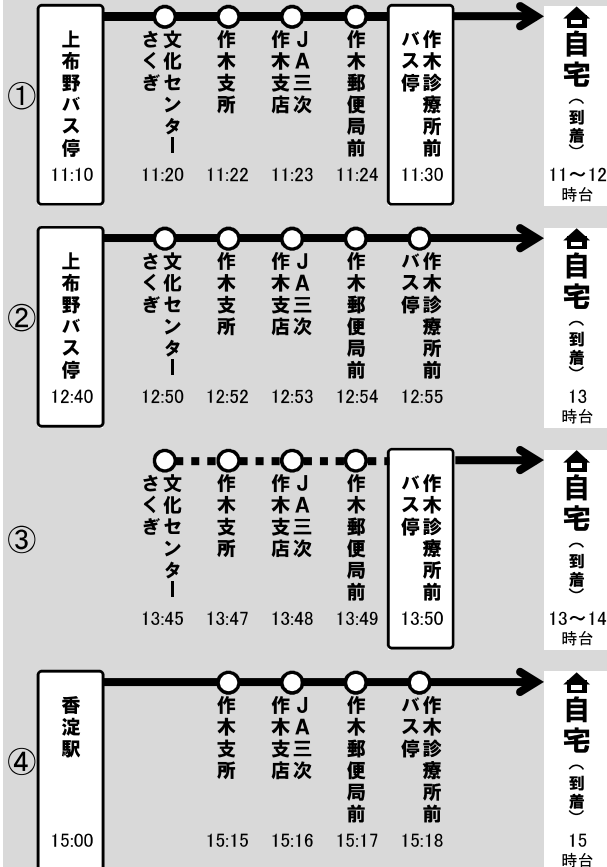 ①
上布野バス停
11:10
文化センター
さくぎ
11:20
作木支所
11:22
JA三次
作木支店
11:23
作木郵便局前
11:24
作木診療所前
バス停
11:30
自宅(到着)
11～12
時台
②
上布野バス停
12:40
文化センター
さくぎ
12:50
作木支所
12:52
JA三次
作木支店
12:53
作木郵便局前
12:54
作木診療所前
バス停
12:55
自宅(到着)
13
時台
③
文化センター
さくぎ
13:45
作木支所
13:47
JA三次
作木支店
13:48
作木郵便局前
13:49
作木診療所前
バス停
13:50
自宅(到着)
13～14
時台
④
香淀駅
15:00
作木支所
15:15
JA三次
作木支店
15:16
作木郵便局前
15:17
作木診療所前
バス停
15:18
自宅(到着)
15
時台